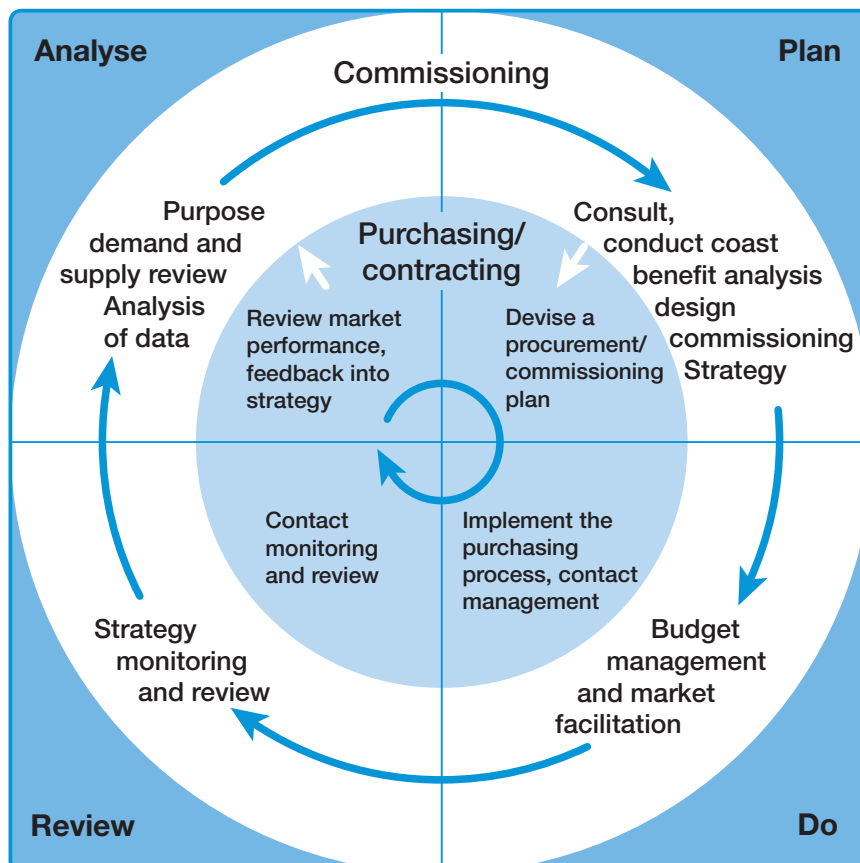 Analyse
Plan
Commissioning
Purpose
demand and
supply review
Analysis
of data
Consult,
conduct coast
benefit analysis
design
commissioning
Strategy
Purchasing/
contracting
Review market
performance,
feedback into
strategy
Devise a
procurement/
commissioning
plan
Contact
monitoring
and review
Implement the
purchasing
process, contact
management
Strategy
monitoring
and review
Budget
management
and market
facilitation
Review
Do